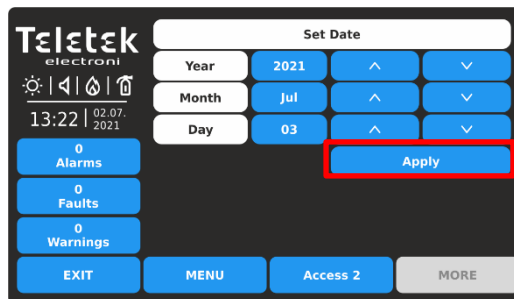 Teletek
electroni
13:22 | 02.07.
2021
0
Alarms
0
Faults
0
Warnings
EXIT
Set Date
Year 2021
Month Jul
Day 03
Apply
MENU
Access 2
MORE